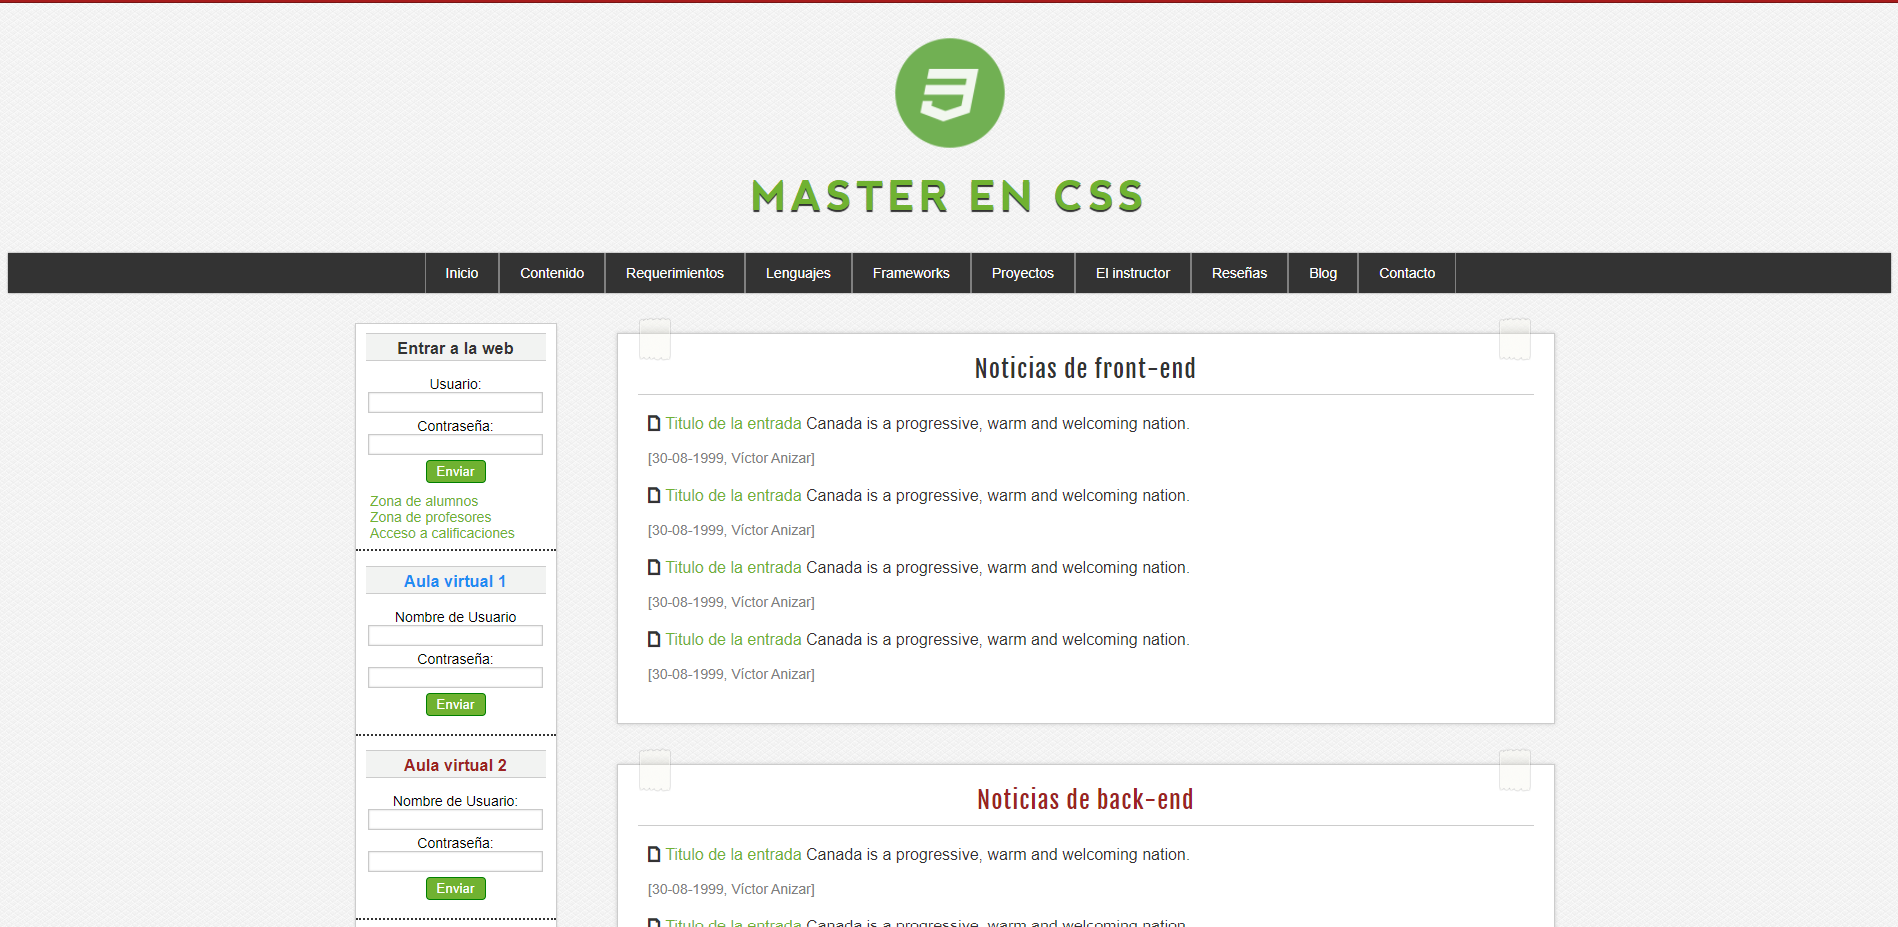 MASTER EN CSS
Inicio Contenido Requerimientos Lenguajes Frameworks Proyectos El instructor Reseñas Blog Contacto
Entrar a la web
Usuario:
Contraseña:
Enviar
Zona de alumnos
Zona de profesores
Acceso a calificaciones
Aula virtual 1
Nombre de Usuario
Contraseña:
Enviar
Aula virtual 2
Nombre de Usuario:
Contraseña:
Enviar
Noticias de front-end
Titulo de la entrada Canada is a progressive, warm and welcoming nation.
[30-08-1999, Víctor Anizar]
Titulo de la entrada Canada is a progressive, warm and welcoming nation.
[30-08-1999, Víctor Anizar]
Titulo de la entrada Canada is a progressive, warm and welcoming nation.
[30-08-1999, Víctor Anizar]
Titulo de la entrada Canada is a progressive, warm and welcoming nation.
[30-08-1999, Víctor Anizar]
Noticias de back-end
Titulo de la entrada Canada is a progressive, warm and welcoming nation.
[30-08-1999, Víctor Anizar]
Titulo de la entrada Canada is a progressive, warm and welcoming nation.